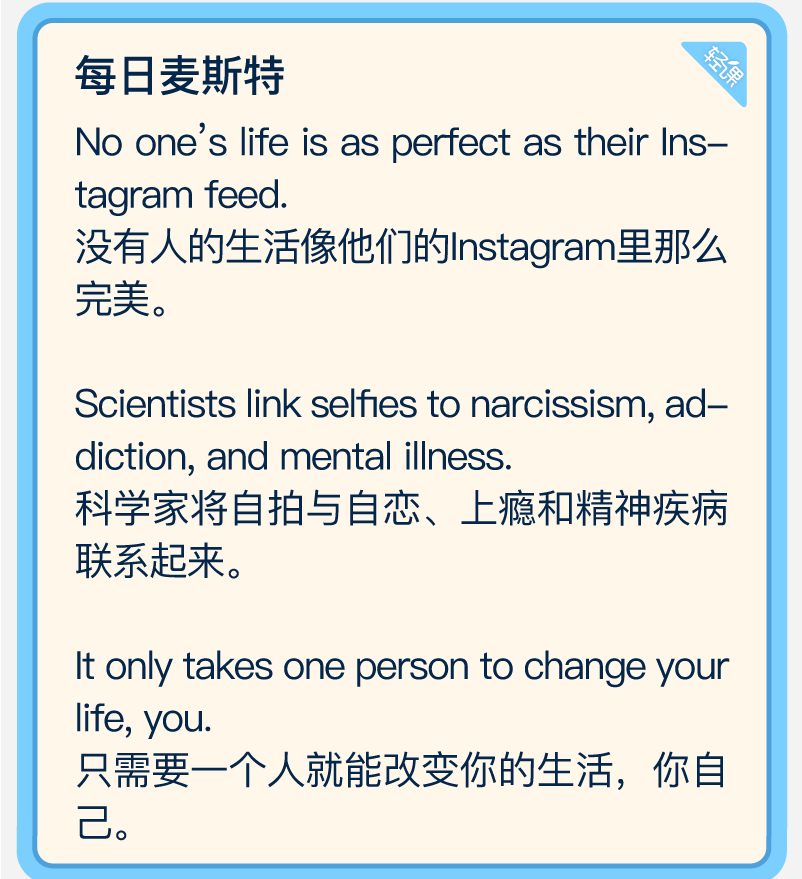 每日麦斯特
轻课
No one’s life is as perfect as their Ins-
tagram feed.
没有人的生活像他们的Instagram里那么
完美。
Scientists link selfies to narcissism, ad-
diction, and mental illness.
科学家将自拍与自恋、上瘾和精神疾病
联系起来。
It only takes one person to change your
life, you.
只需要一个人就能改变你的生活，你自
己。